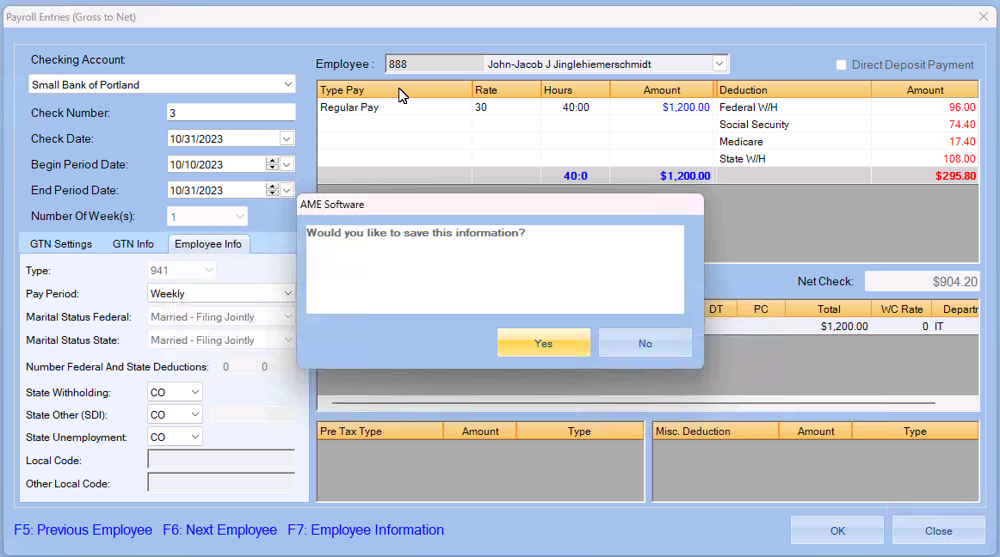 Payroll Entries (Gross to Net)
Checking Account:
Small Bank of Portland
Check Number: 3
Check Date: 10/31/2023
Begin Period Date: 10/10/2023
End Period Date: 10/31/2023
Number Of Week(s): 1
GTN Settings GTN Info Employee Info
Type: 941
Pay Period: Weekly
Marital Status Federal: Married - Filing Jointly
Marital Status State: Married - Filing Jointly
Number Federal And State Deductions: 0 0
State Withholding: CO
State Other (SDI): CO
State Unemployment: CO
Local Code:
Other Local Code:
Employee : 888 John-Jacob J Jinglehiemerschmidt
Direct Deposit Payment
Type Pay Rate Hours Amount Deduction Amount
Regular Pay 30 40:00 $1,200.00 Federal W/H 96.00
Social Security 74.40
Medicare 17.40
State W/H 108.00
40:0 $1,200.00 $295.80
AME Software
Would you like to save this information?
Yes No
Net Check: $904.20
DT PC Total WC Rate Departr
$1,200.00 0 IT
Pre Tax Type Amount Type
Misc. Deduction Amount Type
F5: Previous Employee F6: Next Employee F7: Employee Information
OK Close